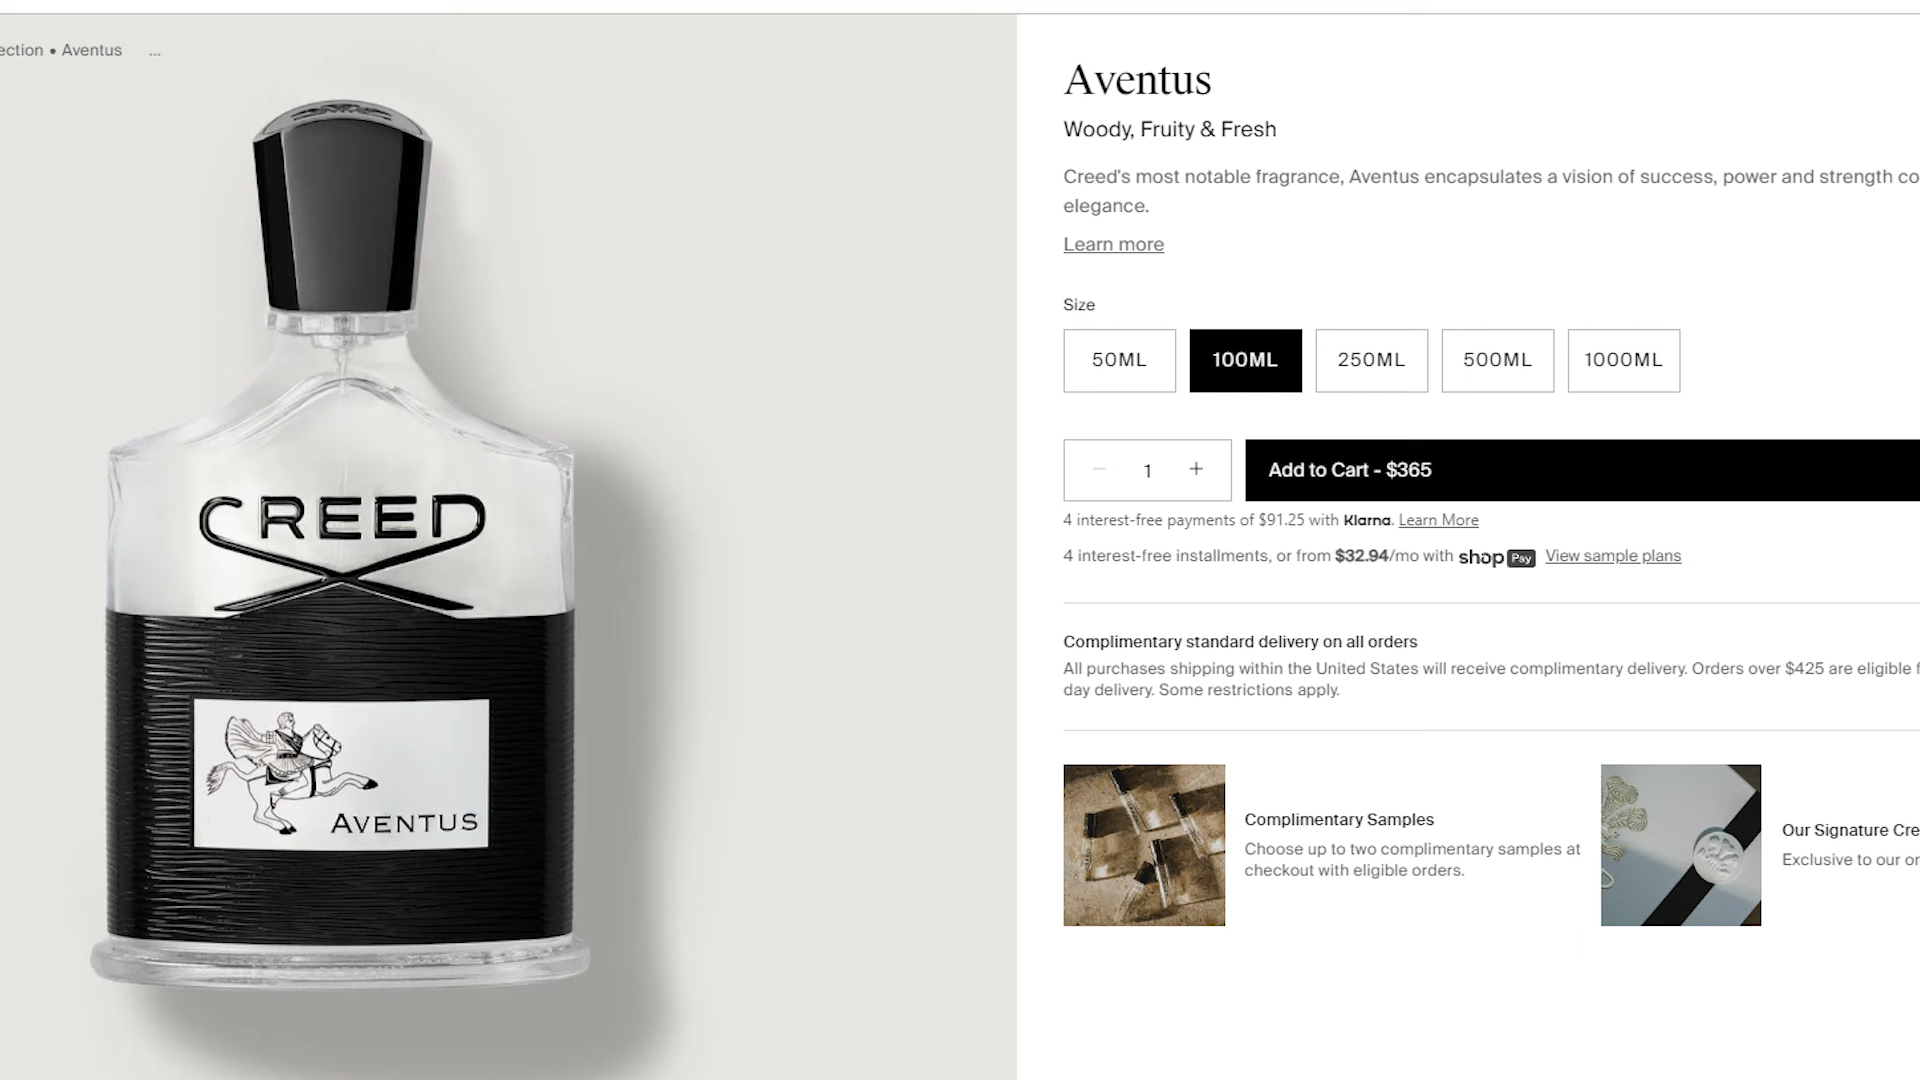 ection • Aventus ...
CREED
AVENTUS
Aventus
Woody, Fruity & Fresh
Creed's most notable fragrance, Aventus encapsulates a vision of success, power and strength co
elegance.
Learn more
Size
50ML 100ML 250ML 500ML 1000ML
− 1 + Add to Cart - $365
4 interest-free payments of $91.25 with Klarna. Learn More
4 interest-free installments, or from $32.94/mo with shop Pay View sample plans
Complimentary standard delivery on all orders
All purchases shipping within the United States will receive complimentary delivery. Orders over $425 are eligible f
day delivery. Some restrictions apply.
Complimentary Samples
Choose up to two complimentary samples at
checkout with eligible orders.
Our Signature Cre
Exclusive to our or